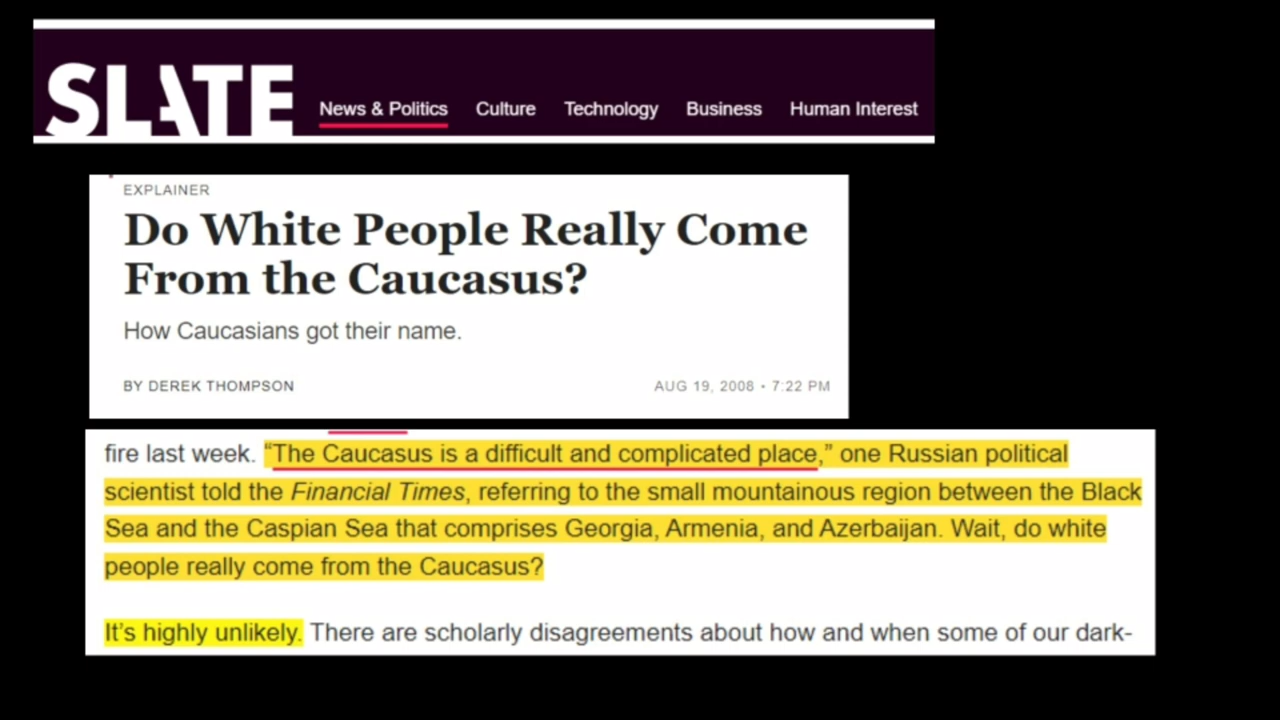 SLATE News & Politics Culture Technology Business Human Interest
EXPLAINER
Do White People Really Come
From the Caucasus?
How Caucasians got their name.
BY DEREK THOMPSON AUG 19, 2008 • 7:22 PM
fire last week. “The Caucasus is a difficult and complicated place,” one Russian political
scientist told the Financial Times, referring to the small mountainous region between the Black
Sea and the Caspian Sea that comprises Georgia, Armenia, and Azerbaijan. Wait, do white
people really come from the Caucasus?
It’s highly unlikely. There are scholarly disagreements about how and when some of our dark-